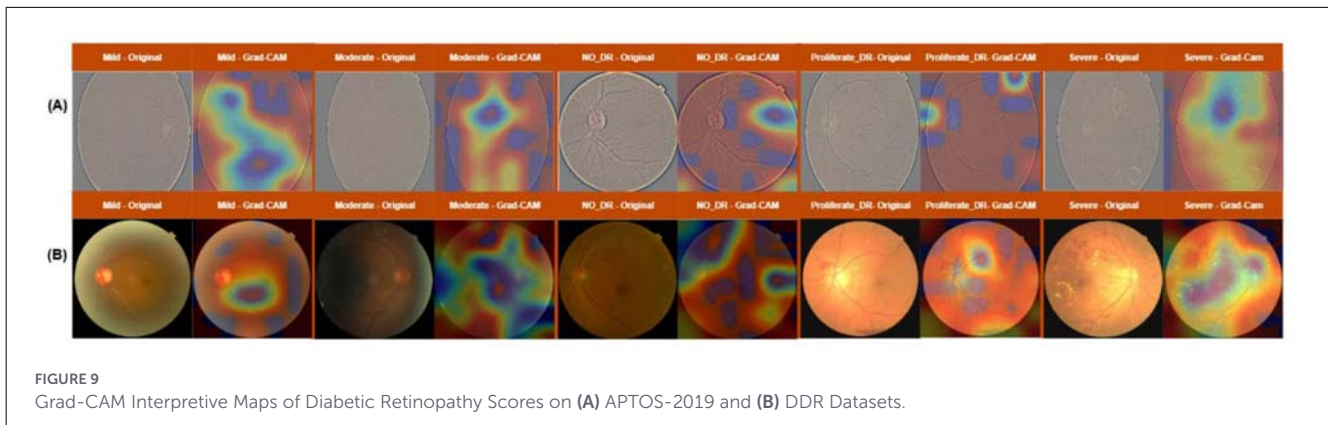 Mild - Original Mild - Grad-CAM Moderate - Original Moderate - Grad-CAM NO_DR - Original NO_DR - Grad-CAM Proliferate_DR- Original Proliferate_DR- Grad-CAM Severe - Original Severe - Grad-Cam
(A)
Mild - Original Mild - Grad-CAM Moderate - Original Moderate - Grad-CAM NO_DR - Original NO_DR - Grad-CAM Proliferate_DR- Original Proliferate_DR- Grad-CAM Severe - Original Severe - Grad-Cam
(B)
FIGURE 9
Grad-CAM Interpretive Maps of Diabetic Retinopathy Scores on (A) APTOS-2019 and (B) DDR Datasets.